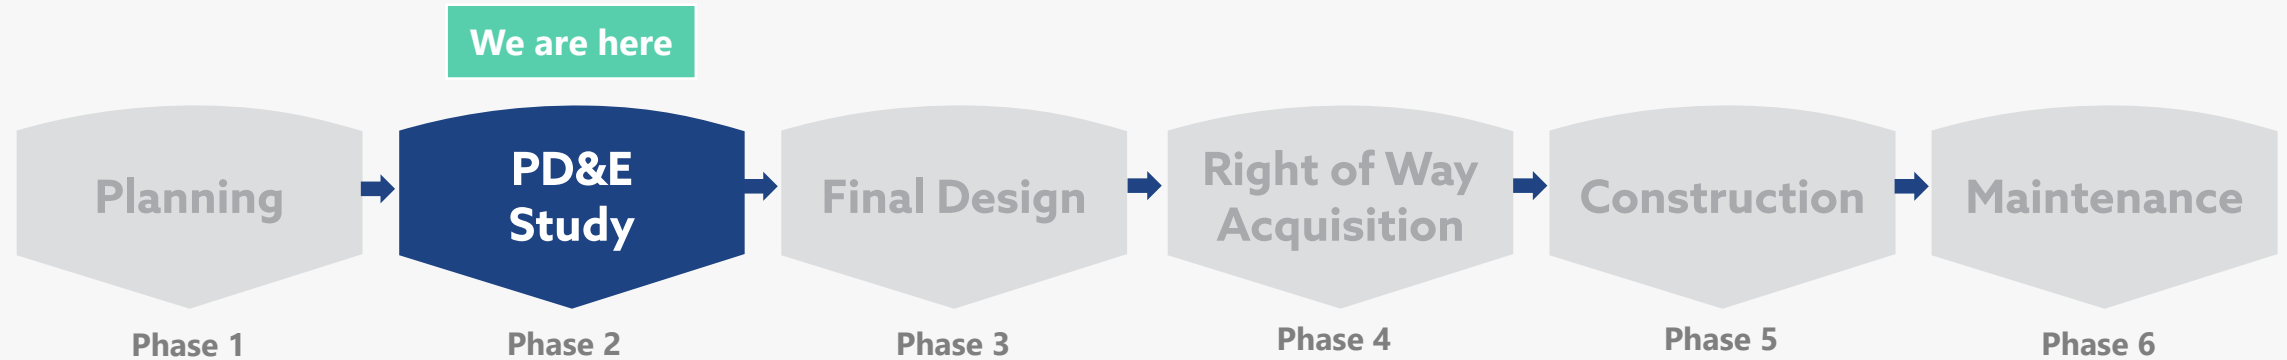 We are here
Planning
PD&E
Study
Final Design
Right of Way
Acquisition
Construction
Maintenance
Phase 1
Phase 2
Phase 3
Phase 4
Phase 5
Phase 6